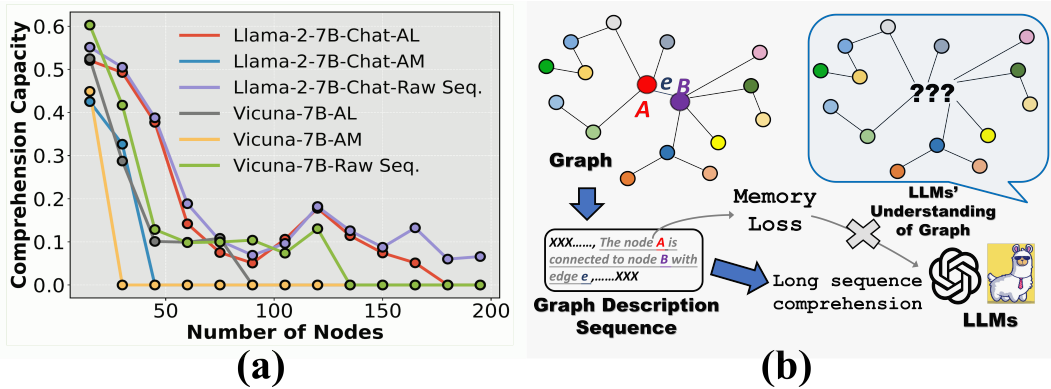 Comprehension Capacity
0.6
0.5
0.4
0.3
0.2
0.1
0.0
50
100
150
200
Number of Nodes
Llama-2-7B-Chat-AL
Llama-2-7B-Chat-AM
Llama-2-7B-Chat-Raw Seq.
Vicuna-7B-AL
Vicuna-7B-AM
Vicuna-7B-Raw Seq.
(a)
A
e
B
Graph
XXX......, The node A is
connected to node B with
edge e ,......XXX
Graph Description
Sequence
Memory
Loss
Long sequence
comprehension
???
LLMs’
Understanding
of Graph
LLMs
(b)